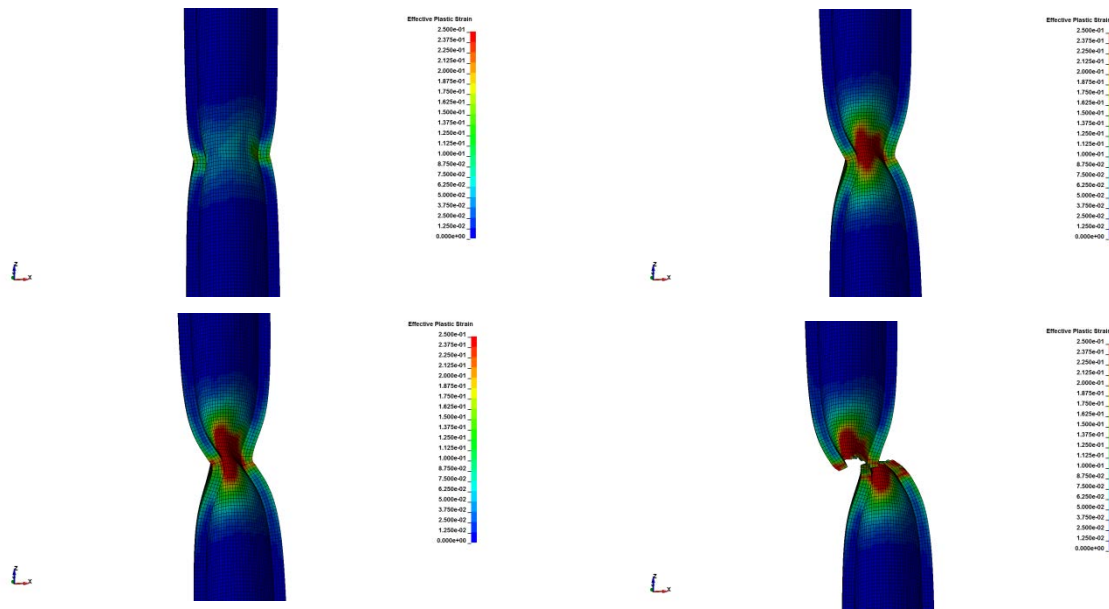 Effective Plastic Strain
2.500e-01
2.375e-01
2.250e-01
2.125e-01
2.000e-01
1.875e-01
1.750e-01
1.625e-01
1.500e-01
1.375e-01
1.250e-01
1.125e-01
1.000e-01
8.750e-02
7.500e-02
6.250e-02
5.000e-02
3.750e-02
2.500e-02
1.250e-02
0.000e+00
Z
X
Effective Plastic Strain
2.500e-01
2.375e-01
2.250e-01
2.125e-01
2.000e-01
1.875e-01
1.750e-01
1.625e-01
1.500e-01
1.375e-01
1.250e-01
1.125e-01
1.000e-01
8.750e-02
7.500e-02
6.250e-02
5.000e-02
3.750e-02
2.500e-02
1.250e-02
0.000e+00
Z
X
Effective Plastic Strain
2.500e-01
2.375e-01
2.250e-01
2.125e-01
2.000e-01
1.875e-01
1.750e-01
1.625e-01
1.500e-01
1.375e-01
1.250e-01
1.125e-01
1.000e-01
8.750e-02
7.500e-02
6.250e-02
5.000e-02
3.750e-02
2.500e-02
1.250e-02
0.000e+00
Z
X
Effective Plastic Strain
2.500e-01
2.375e-01
2.250e-01
2.125e-01
2.000e-01
1.875e-01
1.750e-01
1.625e-01
1.500e-01
1.375e-01
1.250e-01
1.125e-01
1.000e-01
8.750e-02
7.500e-02
6.250e-02
5.000e-02
3.750e-02
2.500e-02
1.250e-02
0.000e+00
Z
X